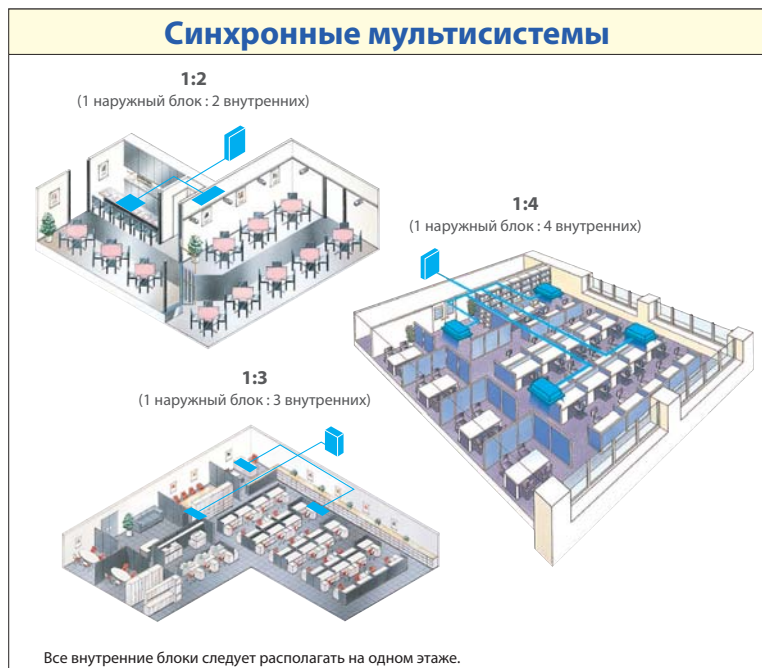 Синхронные мультисистемы
1:2
(1 наружный блок : 2 внутренних)
1:4
(1 наружный блок : 4 внутренних)
1:3
(1 наружный блок : 3 внутренних)
Все внутренние блоки следует располагать на одном этаже.